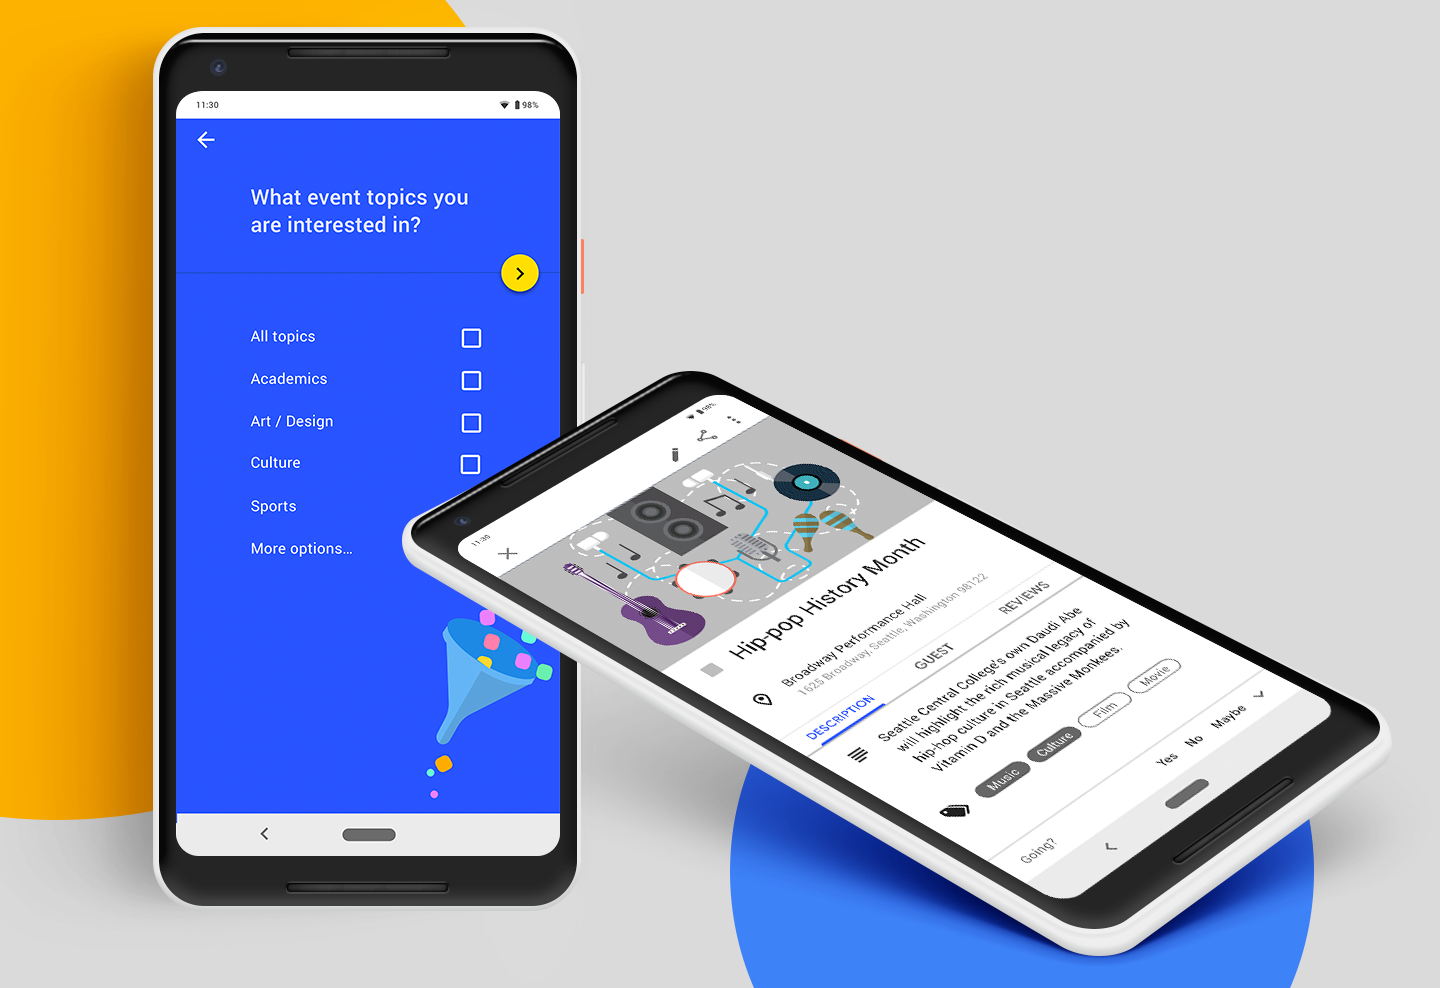 11:30
98%
What event topics you
are interested in?
All topics
Academics
Art / Design
Culture
Sports
More options...
11:30
98%
Hip-pop History Month
Broadway Performance Hall
1625 Broadway, Seattle, Washington 98122
DESCRIPTION
GUEST
REVIEWS
Seattle Central College's own Daudi Abe
will highlight the rich musical legacy of
hip-hop culture in Seattle accompanied by
Vitamin D and the Massive Monkees.
Music
Culture
Film
Movie
Going?
Yes
No
Maybe